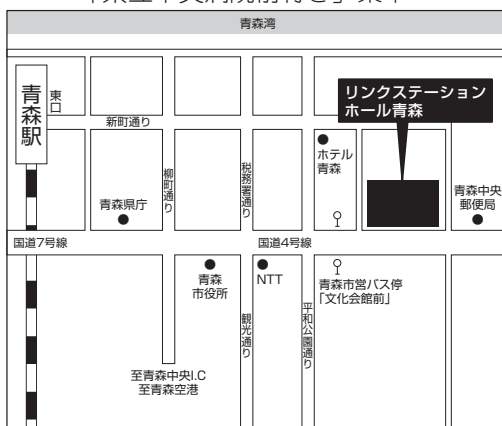 青森湾
青森駅
東口
新町通り
リンクステーション
ホール青森
ホテル
青森
柳町通り
税務署通り
青森県庁
青森中央
郵便局
国道7号線
国道4号線
青森
市役所
NTT
青森市営バス停
「文化会館前」
観光通り
平和公園通り
至青森中央I.C
至青森空港